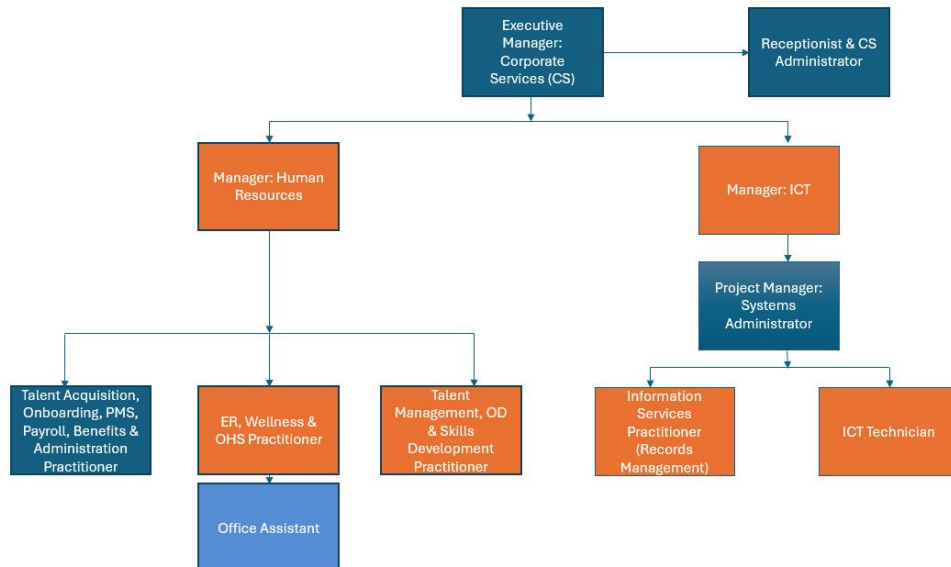 Executive
Manager:
Corporate
Services (CS)
Receptionist & CS
Administrator
Manager: Human
Resources
Manager: ICT
Project Manager:
Systems
Administrator
Talent Acquisition,
Onboarding, PMS,
Payroll, Benefits &
Administration
Practitioner
ER, Wellness &
OHS Practitioner
Talent
Management, OD
& Skills
Development
Practitioner
Information
Services
Practitioner
(Records
Management)
ICT Technician
Office Assistant